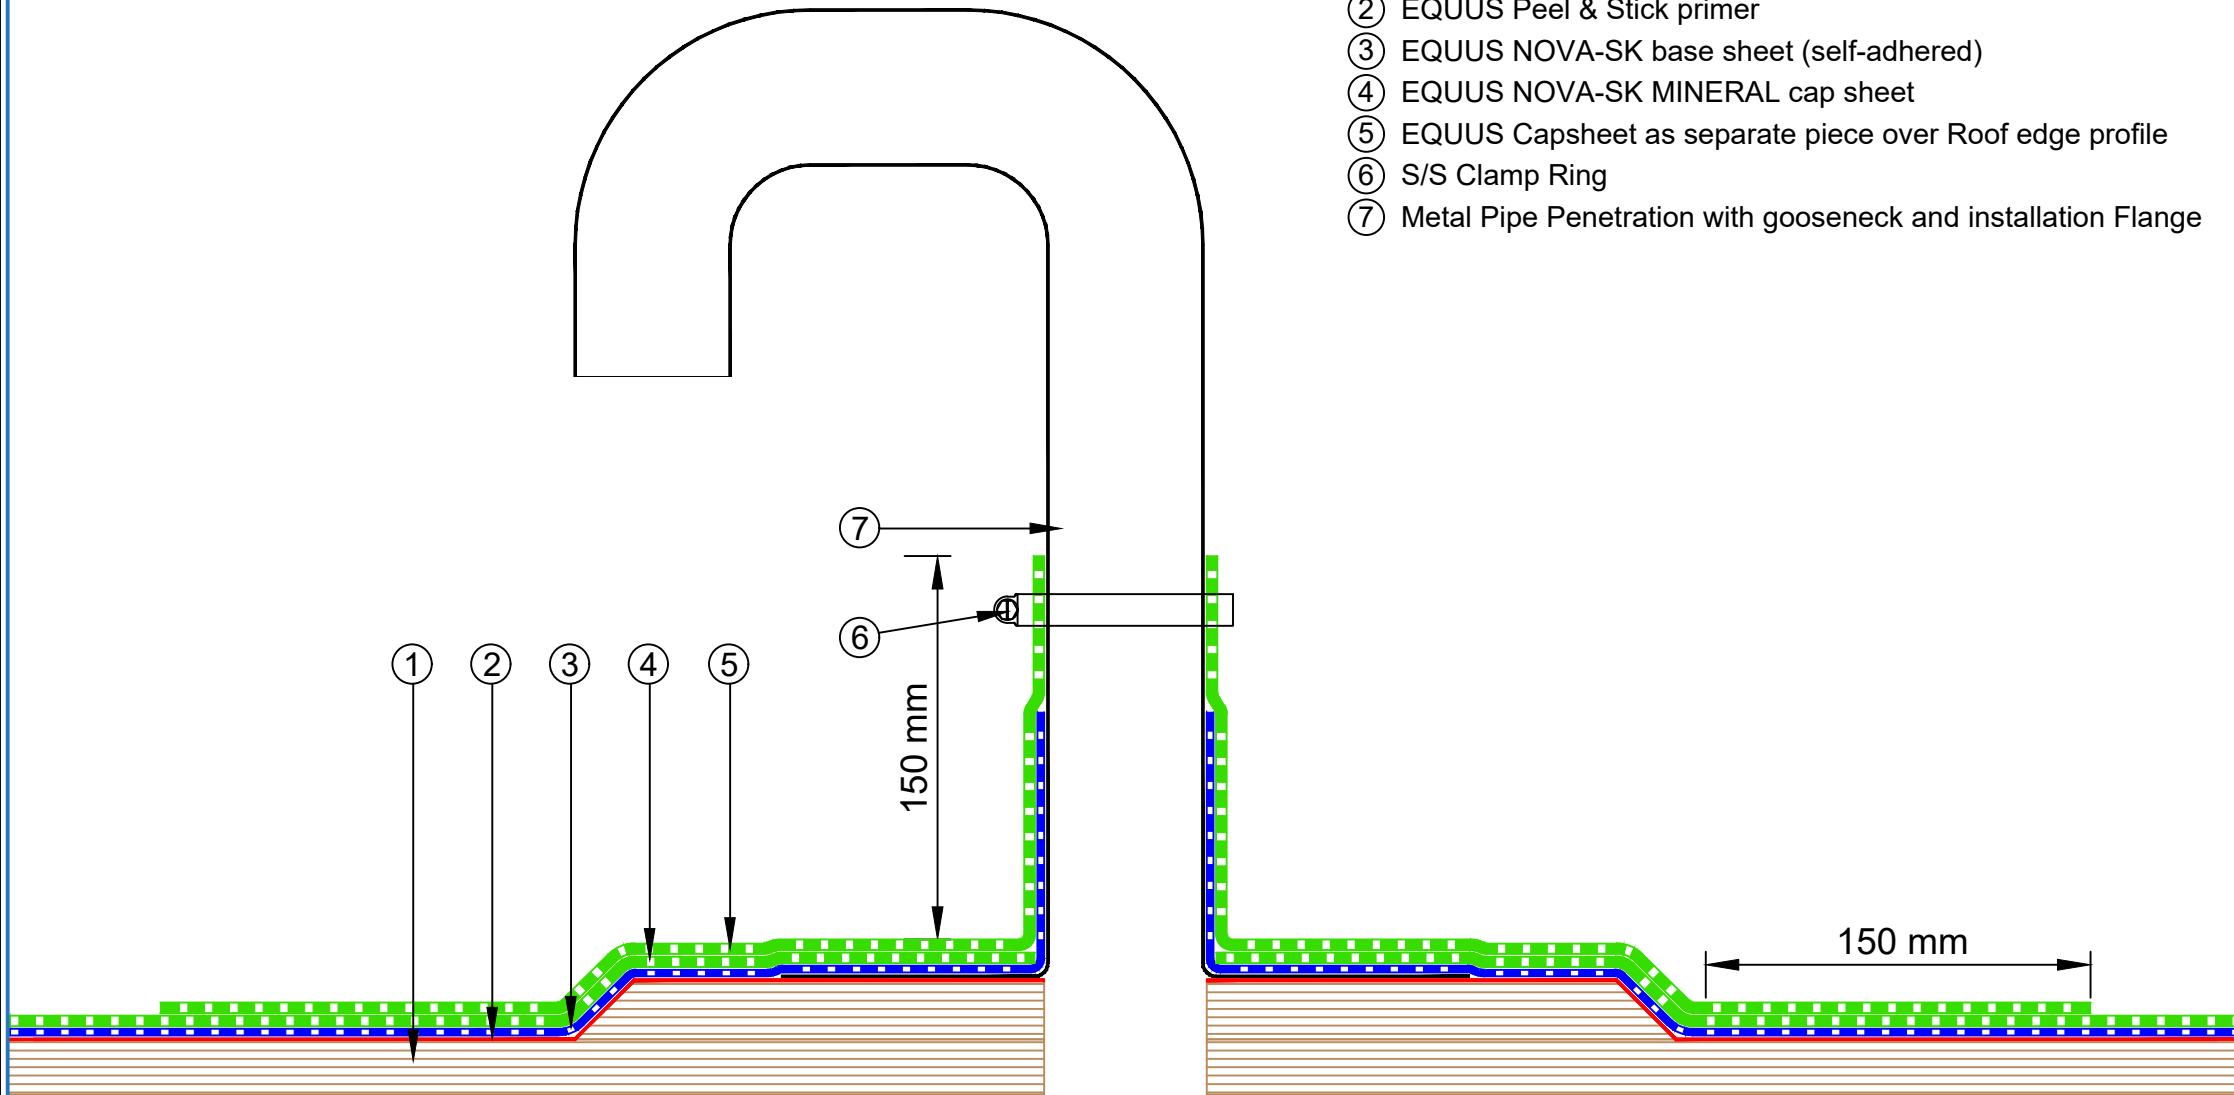 ② EQUUS Peel & Stick primer
③ EQUUS NOVA-SK base sheet (self-adhered)
④ EQUUS NOVA-SK MINERAL cap sheet
⑤ EQUUS Capsheet as separate piece over Roof edge profile
⑥ S/S Clamp Ring
⑦ Metal Pipe Penetration with gooseneck and installation Flange
⑦
⑥
① ② ③ ④ ⑤
150 mm
150 mm